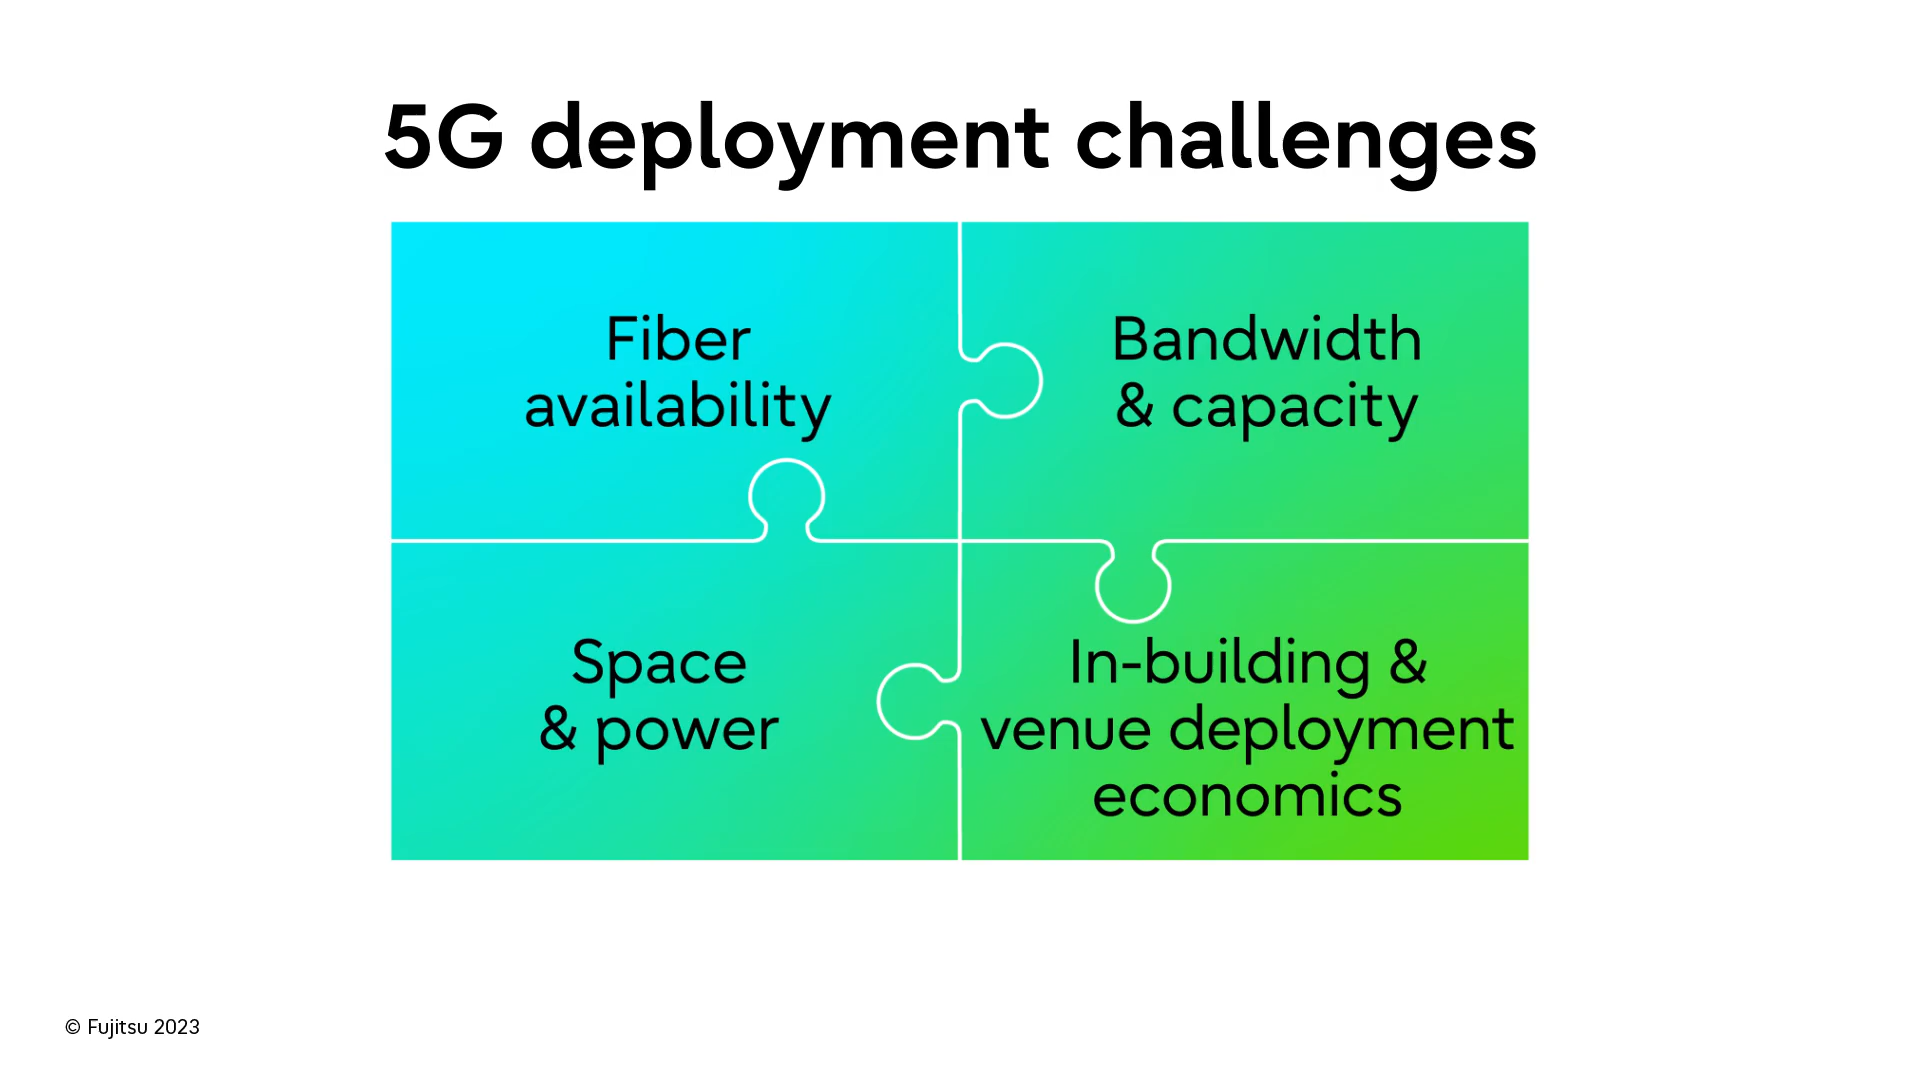 5G deployment challenges
Fiber
availability
Bandwidth
& capacity
Space
& power
In-building &
venue deployment
economics
© Fujitsu 2023